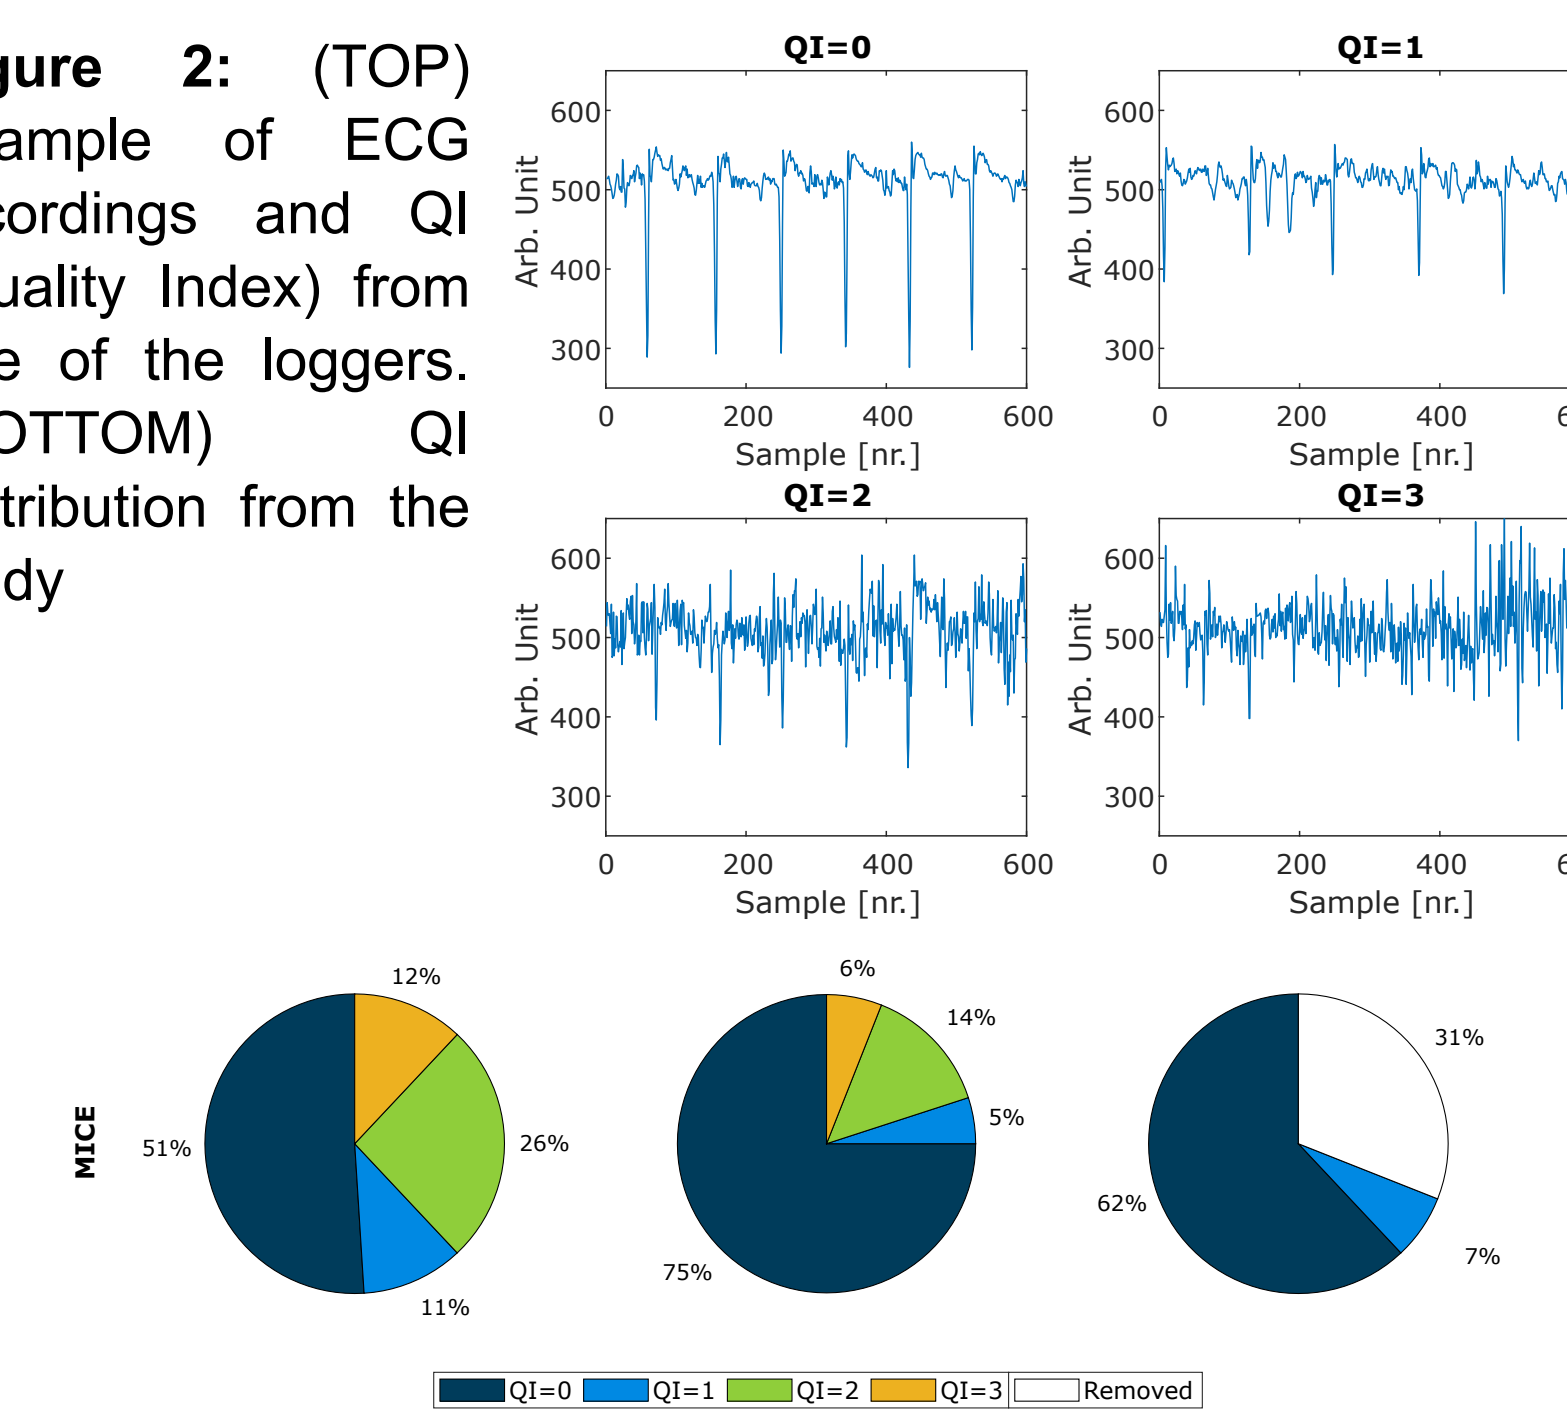 gure 2: (TOP)
ample of ECG
cordings and QI
uality Index) from
e of the loggers.
OTTOM) QI
tribution from the
dy
QI=0
600
500
400
300
Arb. Unit
0 200 400 600
Sample [nr.]
QI=1
600
500
400
300
Arb. Unit
0 200 400 6
Sample [nr.]
QI=2
600
500
400
300
Arb. Unit
0 200 400 600
Sample [nr.]
QI=3
600
500
400
300
Arb. Unit
0 200 400 6
Sample [nr.]
MICE
12%
51%
26%
11%
6%
14%
5%
75%
31%
62%
7%
QI=0 QI=1 QI=2 QI=3 Removed